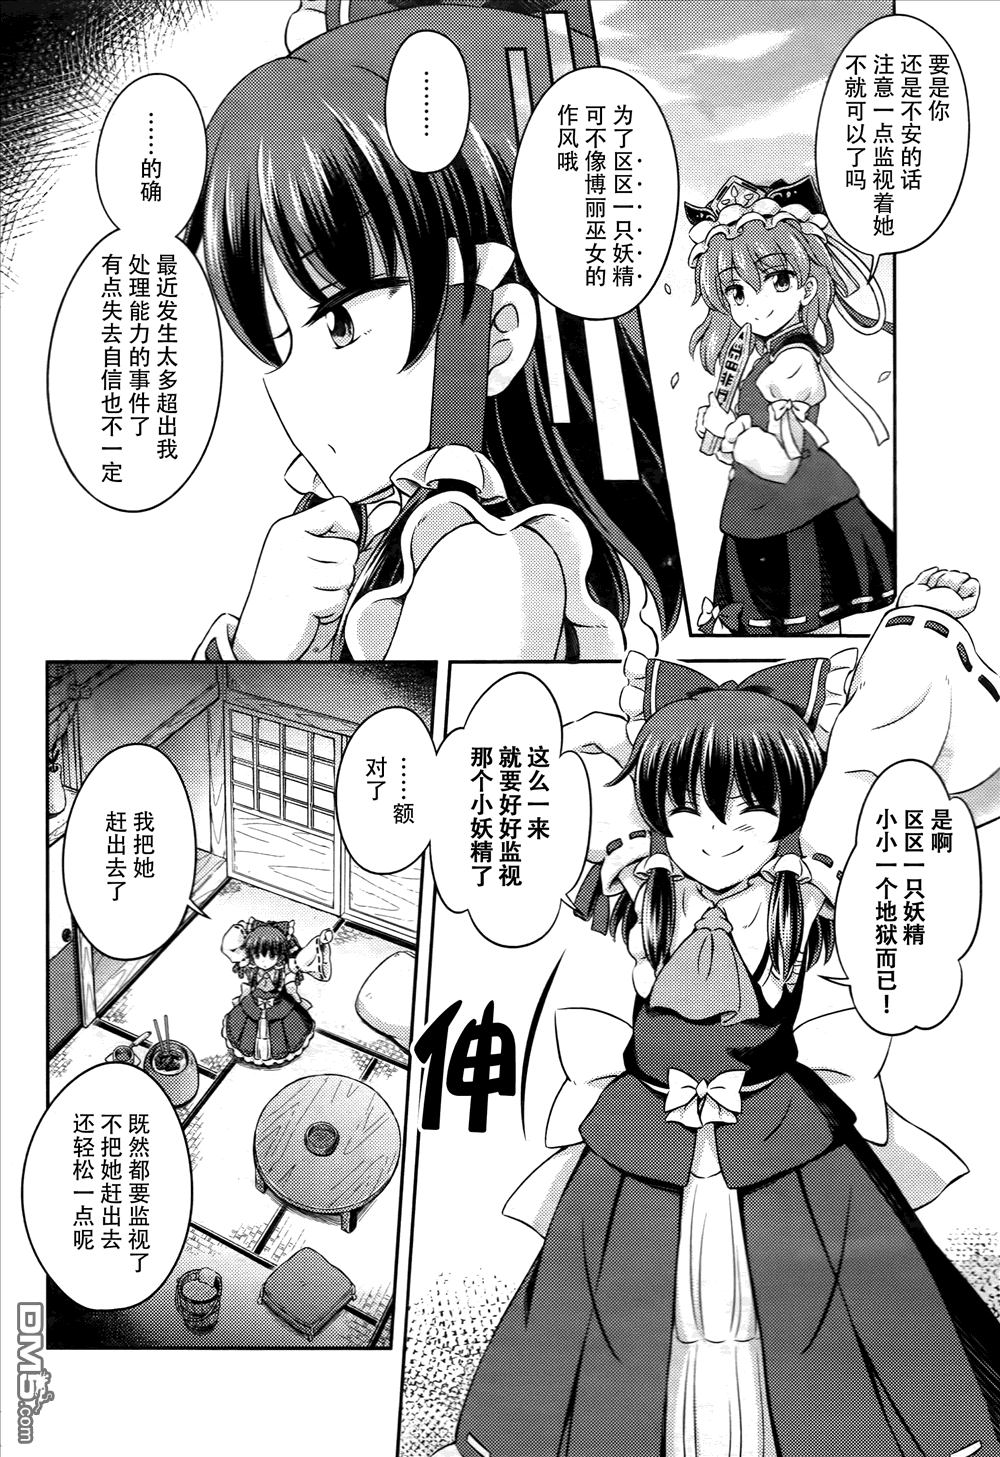 要是你
还是不安的话
注意一点监视着她
不就可以了吗
为了区区一只妖精
可不像博丽巫女的
作风哦
………
……的确
最近发生太多超出我
处理能力的事件了
有点失去自信也不一定
是啊
区区一只妖精
小小一个地狱而已！
这么一来
就要好好监视
那个小妖精了
伸
……额
对了
我把她
赶出去了
既然都要监视了
不把她赶出去
还轻松一点呢
DM5.com